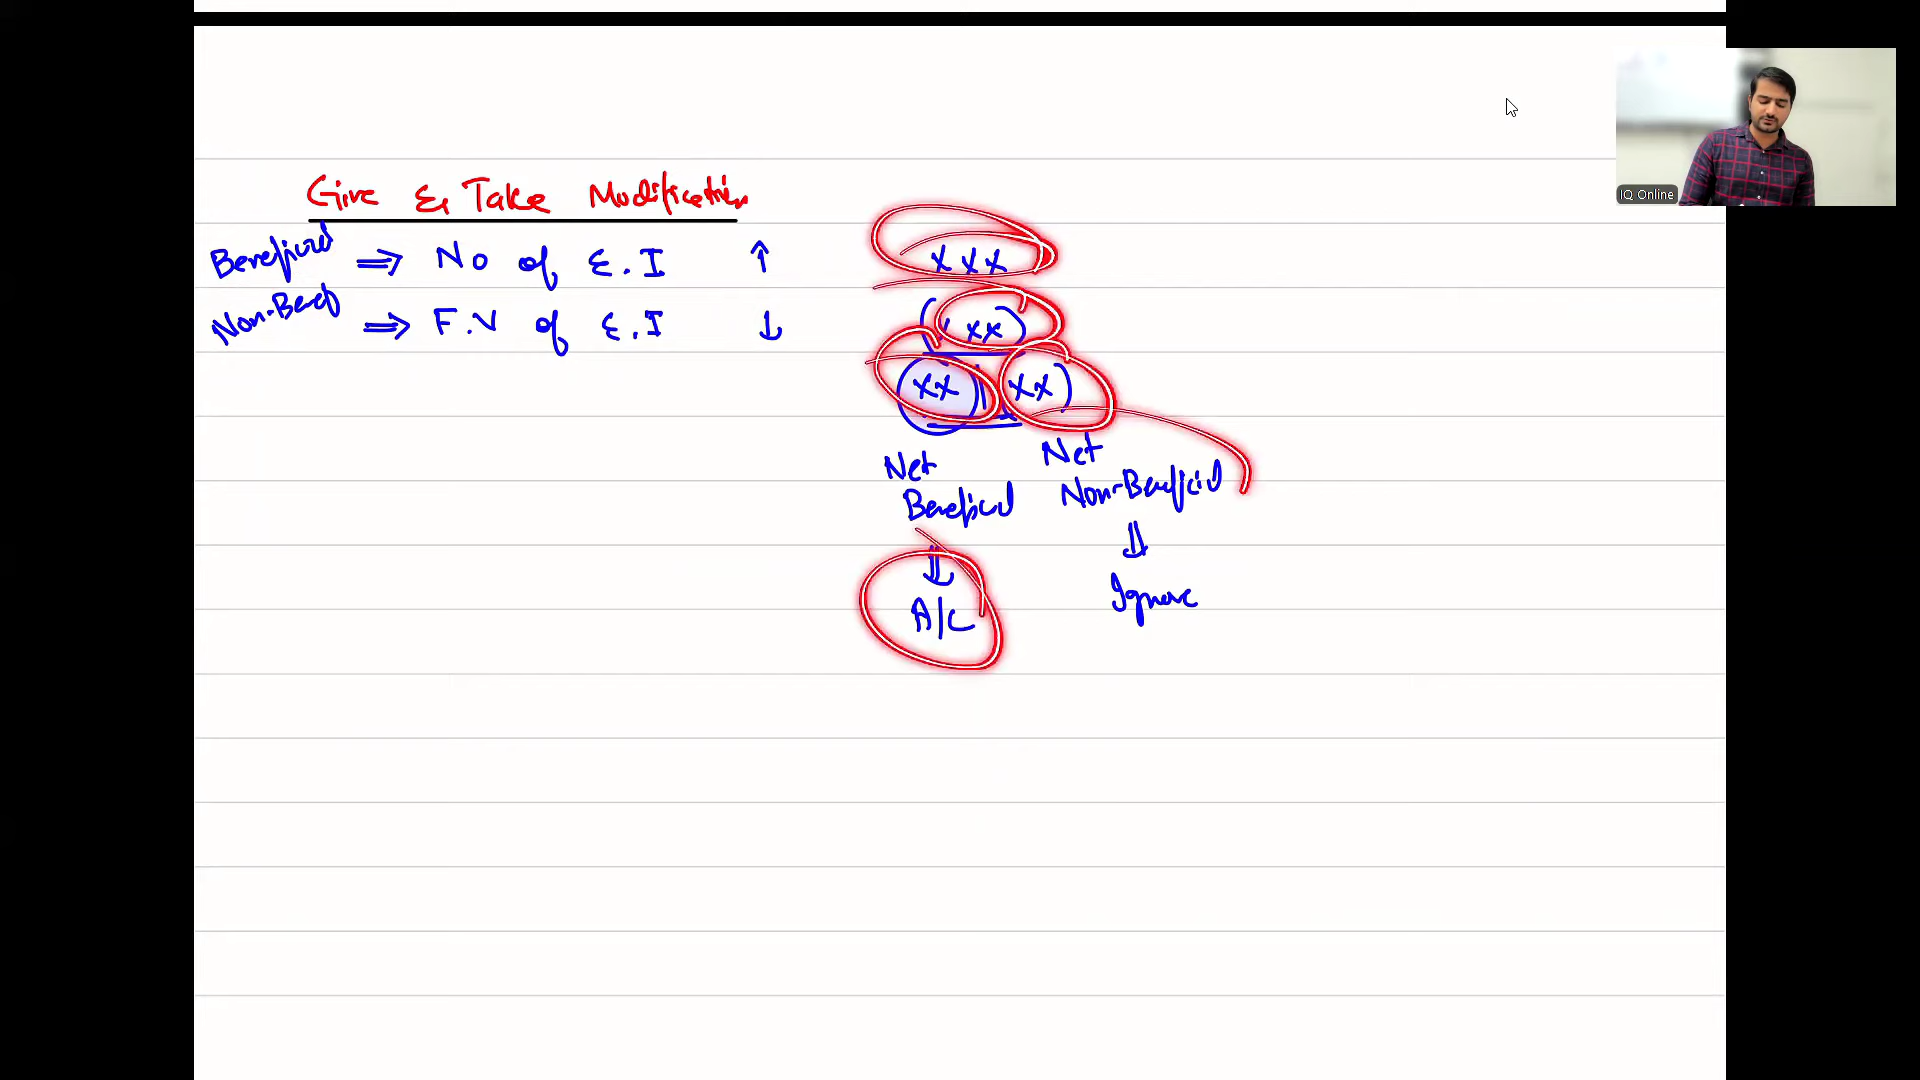 Give & Take Modification
Beneficial ⇒ No of E.I ↑ xxx
Non-Benef ⇒ F.V of E.I ↓ (xx)
xx | (xx)
Net Beneficial
Net Non-Beneficial
⇓ ⇓
A/C Ignore
IQ Online